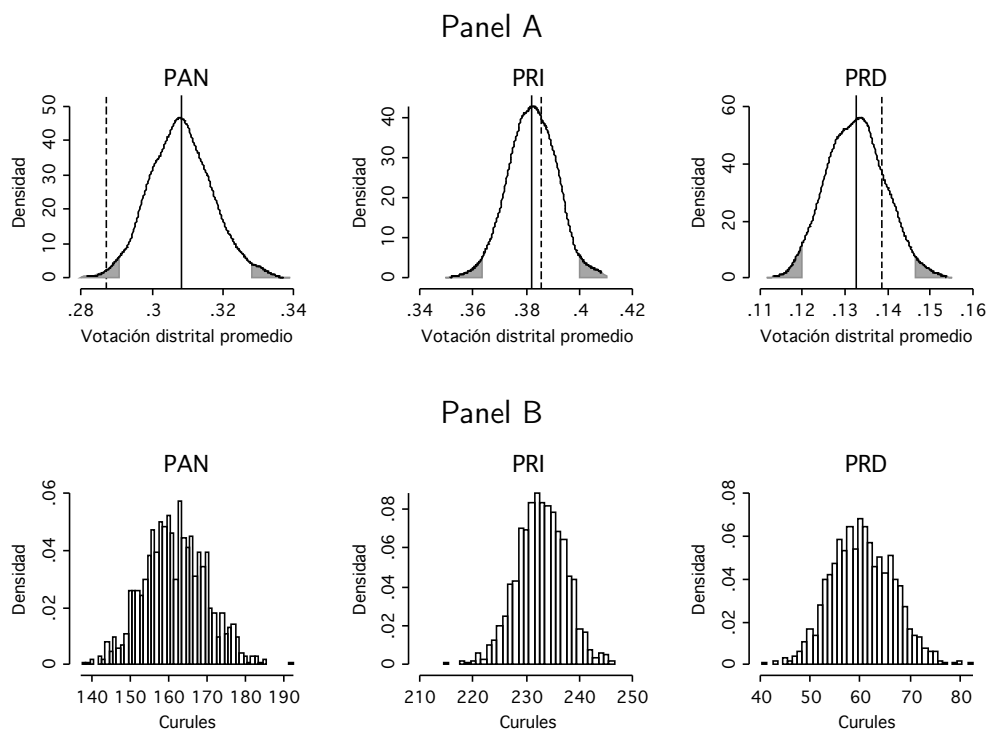 Panel A
PAN
PRI
PRD
Densidad
0 10 20 30 40 50
.28 .3 .32 .34
Votación distrital promedio
Densidad
0 10 20 30 40
.34 .36 .38 .4 .42
Votación distrital promedio
Densidad
0 20 40 60
.11 .12 .13 .14 .15 .16
Votación distrital promedio
Panel B
PAN
PRI
PRD
Densidad
0 .02 .04 .06
140 150 160 170 180 190
Curules
Densidad
0 .02 .04 .06 .08
210 220 230 240 250
Curules
Densidad
0 .02 .04 .06 .08
40 50 60 70 80
Curules